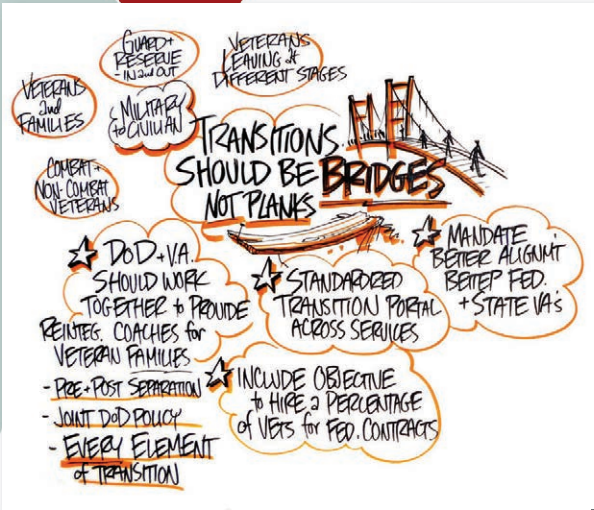 GUARD +
RESERVE
- IN and OUT
VETERANS
LEAVING at
DIFFERENT STAGES
VETERANS
and
FAMILIES
MILITARY
to CIVILIAN
COMBAT +
NON-COMBAT
VETERANS
TRANSITIONS
SHOULD BE BRIDGES
NOT PLANKS
DoD + V.A.
SHOULD WORK
TOGETHER to PROVIDE
REINTEG. COACHES for
VETERAN FAMILIES
- PRE + POST SEPARATION
- JOINT DoD POLICY
- EVERY ELEMENT
of TRANSITION
STANDARDIZED
TRANSITION PORTAL
ACROSS SERVICES
MANDATE
BETTER ALIGNM'T
BETTEP FED.
+ STATE VA's
INCLUDE OBJECTIVE
to HIRE a PERCENTAGE
of VETS for FED. CONTRACTS